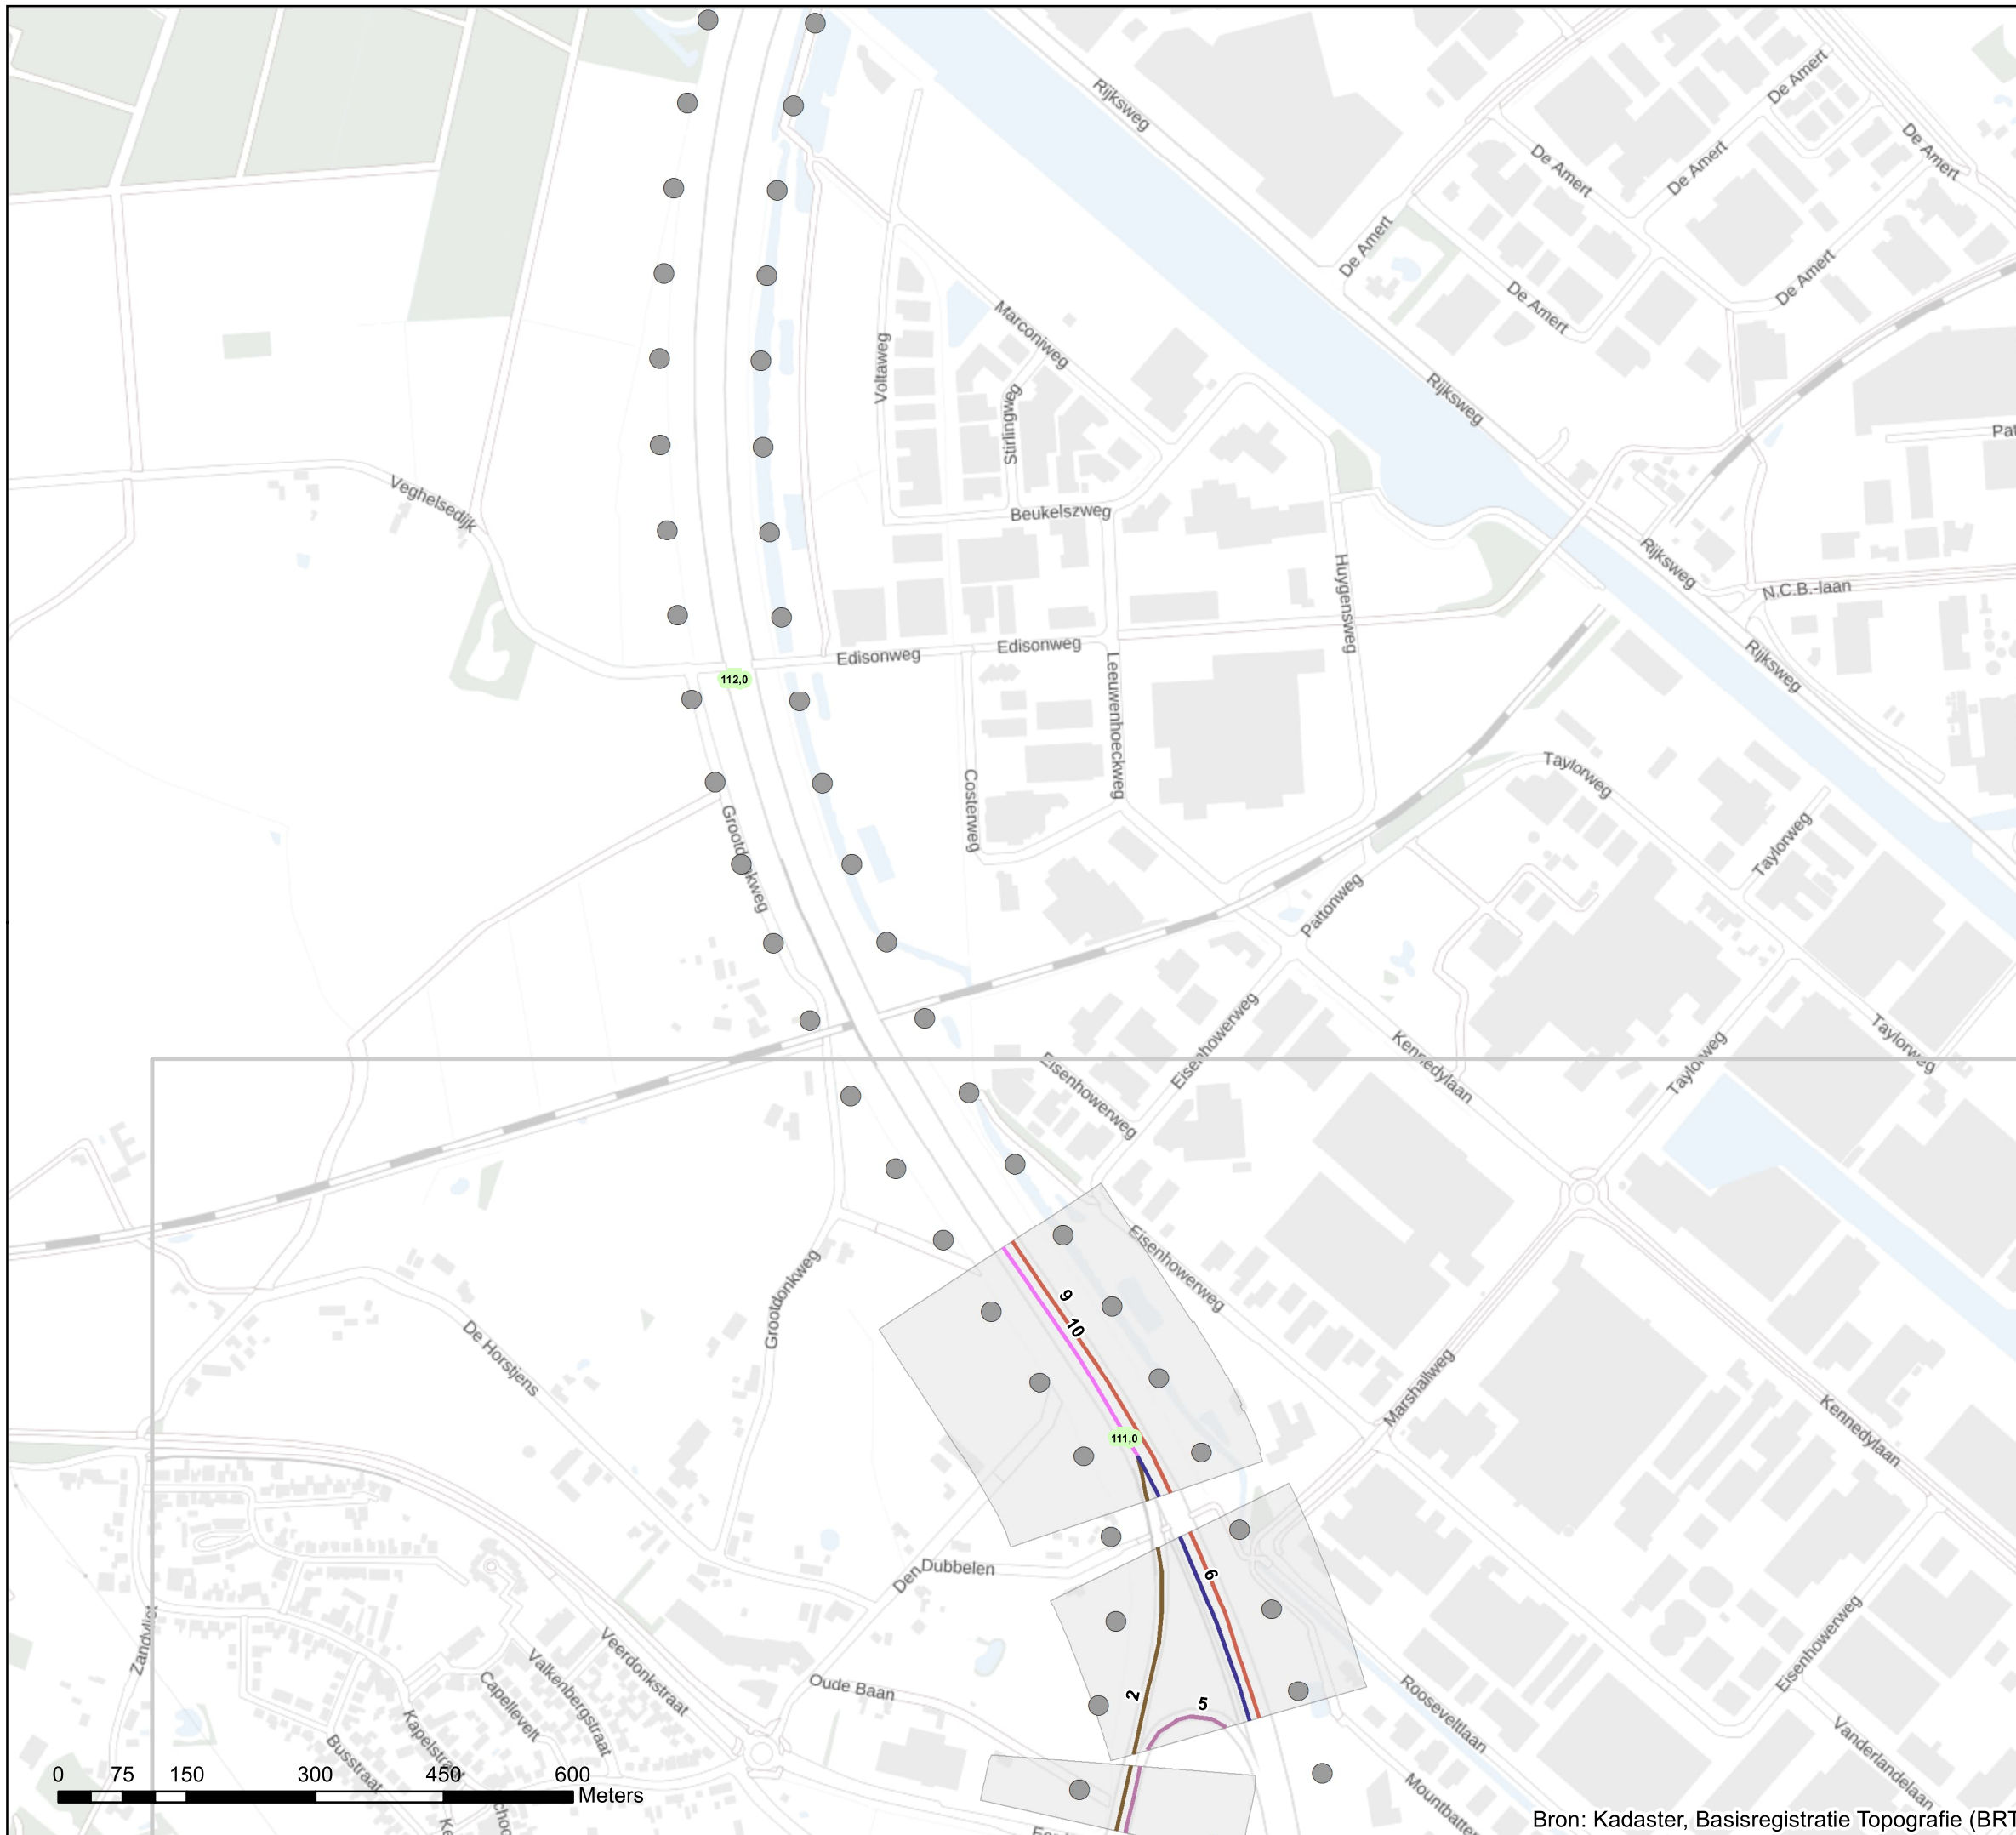 Rijksweg
De Amert
De Amert
De Amert
De Amert
De Amert
De Amert
De Amert
Marconiweg
Voltaweg
Stirlingweg
Rijksweg
Pat
Veghelsedijk
Beukelszweg
Huygensweg
Rijksweg
N.C.B.-laan
Edisonweg
Edisonweg
Rijksweg
112,0
Leeuwenhoeckweg
Costerweg
Taylorweg
Taylorweg
Grootdonkweg
Pattonweg
Eisenhowerweg
Eisenhowerweg
Kennedylaan
Taylorweg
Taylorweg
Eisenhowerweg
Grootdonkweg
9
10
De Horstjens
Marshallweg
Kennedylaan
111,0
Den Dubbelen
6
Zandvliet
Veerdonkstraat
Valkenbergstraat
Capellevelt
Kapelstraat
Busstraat
Oude Baan
2
5
Eisenhowerweg
Rooseveltlaan
Vanderlandelaan
Mountbatten
0 75 150 300 450 600
Meters
Bron: Kadaster, Basisregistratie Topografie (BRT